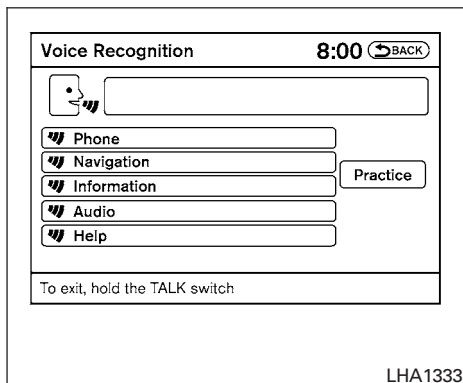 Voice Recognition 8:00 BACK
Phone
Navigation
Information
Practice
Audio
Help
To exit, hold the TALK switch
LHA1333